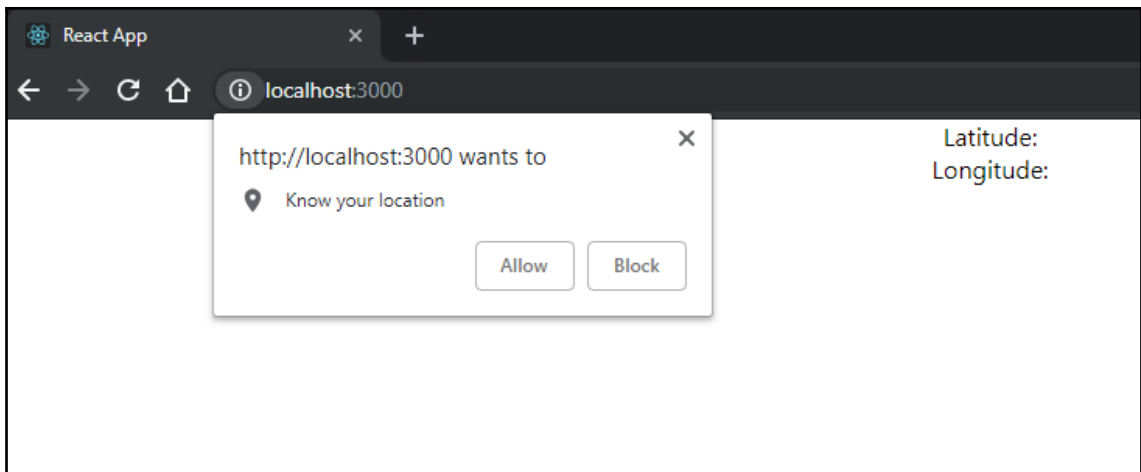 React App
localhost:3000
http://localhost:3000 wants to
Know your location
Allow
Block
Latitude:
Longitude: